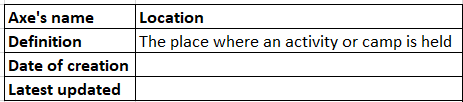 Axe's name Location
Definition The place where an activity or camp is held
Date of creation
Latest updated